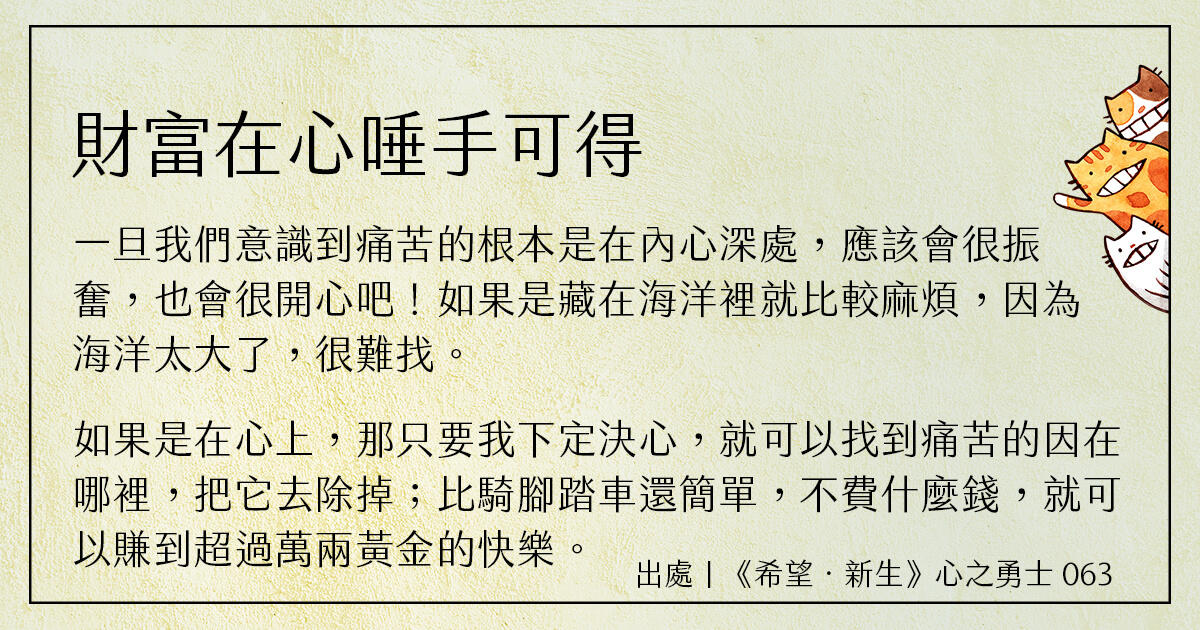 財富在心唾手可得
一旦我們意識到痛苦的根本是在內心深處，應該會很振
奮，也會很開心吧！如果是藏在海洋裡就比較麻煩，因為
海洋太大了，很難找。
如果是在心上，那只要我下定決心，就可以找到痛苦的因在
哪裡，把它去除掉；比騎腳踏車還簡單，不費什麼錢，就可
以賺到超過萬兩黃金的快樂。
出處｜《希望‧新生》心之勇士 063